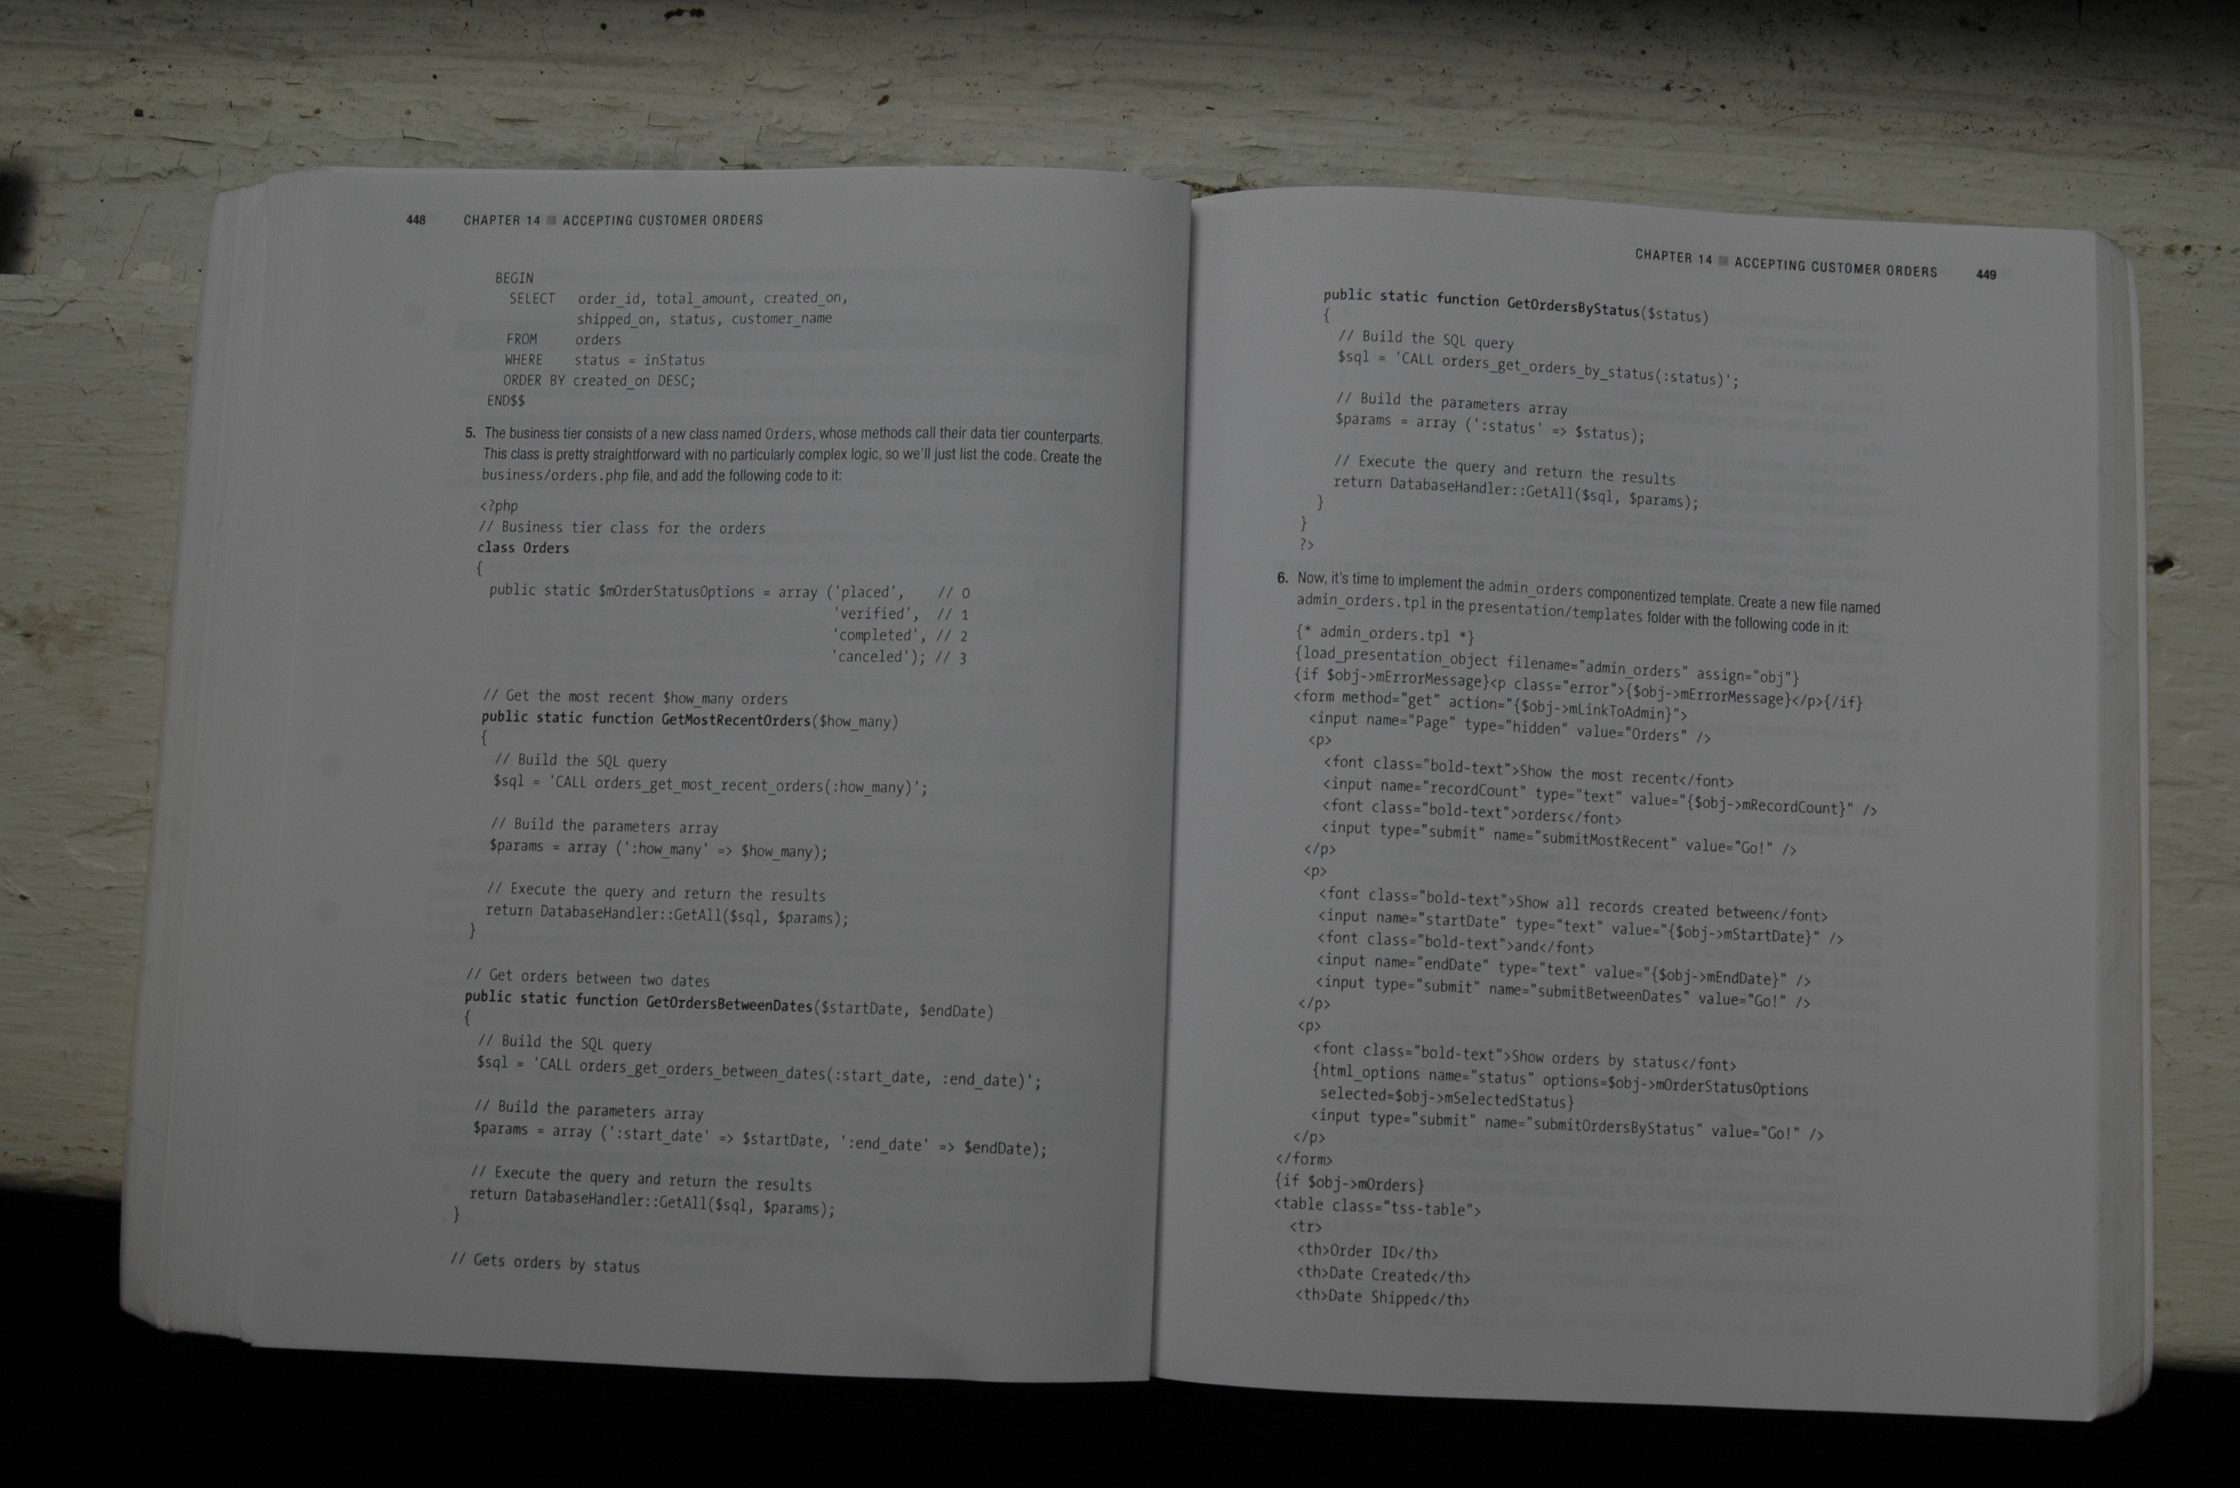 448 CHAPTER 14 ■ ACCEPTING CUSTOMER ORDERS
BEGIN
SELECT order_id, total_amount, created_on,
shipped_on, status, customer_name
FROM orders
WHERE status = inStatus
ORDER BY created_on DESC;
END$$
5. The business tier consists of a new class named Orders, whose methods call their data tier counterparts.
This class is pretty straightforward with no particularly complex logic, so we'll just list the code. Create the
business/orders.php file, and add the following code to it:
<?php
// Business tier class for the orders
class Orders
{
public static $mOrderStatusOptions = array ('placed', // 0
'verified', // 1
'completed', // 2
'canceled'); // 3
// Get the most recent $how_many orders
public static function GetMostRecentOrders($how_many)
{
// Build the SQL query
$sql = 'CALL orders_get_most_recent_orders(:how_many)';
// Build the parameters array
$params = array (':how_many' => $how_many);
// Execute the query and return the results
return DatabaseHandler::GetAll($sql, $params);
}
// Get orders between two dates
public static function GetOrdersBetweenDates($startDate, $endDate)
{
// Build the SQL query
$sql = 'CALL orders_get_orders_between_dates(:start_date, :end_date)';
// Build the parameters array
$params = array (':start_date' => $startDate, ':end_date' => $endDate);
// Execute the query and return the results
return DatabaseHandler::GetAll($sql, $params);
}
// Gets orders by status
CHAPTER 14 ■ ACCEPTING CUSTOMER ORDERS 449
public static function GetOrdersByStatus($status)
{
// Build the SQL query
$sql = 'CALL orders_get_orders_by_status(:status)';
// Build the parameters array
$params = array (':status' => $status);
// Execute the query and return the results
return DatabaseHandler::GetAll($sql, $params);
}
}
?>
6. Now, it's time to implement the admin_orders componentized template. Create a new file named
admin_orders.tpl in the presentation/templates folder with the following code in it:
{* admin_orders.tpl *}
{load_presentation_object filename="admin_orders" assign="obj"}
{if $obj->mErrorMessage}<p class="error">{$obj->mErrorMessage}</p>{/if}
<form method="get" action="{$obj->mLinkToAdmin}">
<input name="Page" type="hidden" value="Orders" />
<p>
<font class="bold-text">Show the most recent</font>
<input name="recordCount" type="text" value="{$obj->mRecordCount}" />
<font class="bold-text">orders</font>
<input type="submit" name="submitMostRecent" value="Go!" />
</p>
<p>
<font class="bold-text">Show all records created between</font>
<input name="startDate" type="text" value="{$obj->mStartDate}" />
<font class="bold-text">and</font>
<input name="endDate" type="text" value="{$obj->mEndDate}" />
<input type="submit" name="submitBetweenDates" value="Go!" />
</p>
<p>
<font class="bold-text">Show orders by status</font>
{html_options name="status" options=$obj->mOrderStatusOptions
selected=$obj->mSelectedStatus}
<input type="submit" name="submitOrdersByStatus" value="Go!" />
</p>
</form>
{if $obj->mOrders}
<table class="tss-table">
<tr>
<th>Order ID</th>
<th>Date Created</th>
<th>Date Shipped</th>